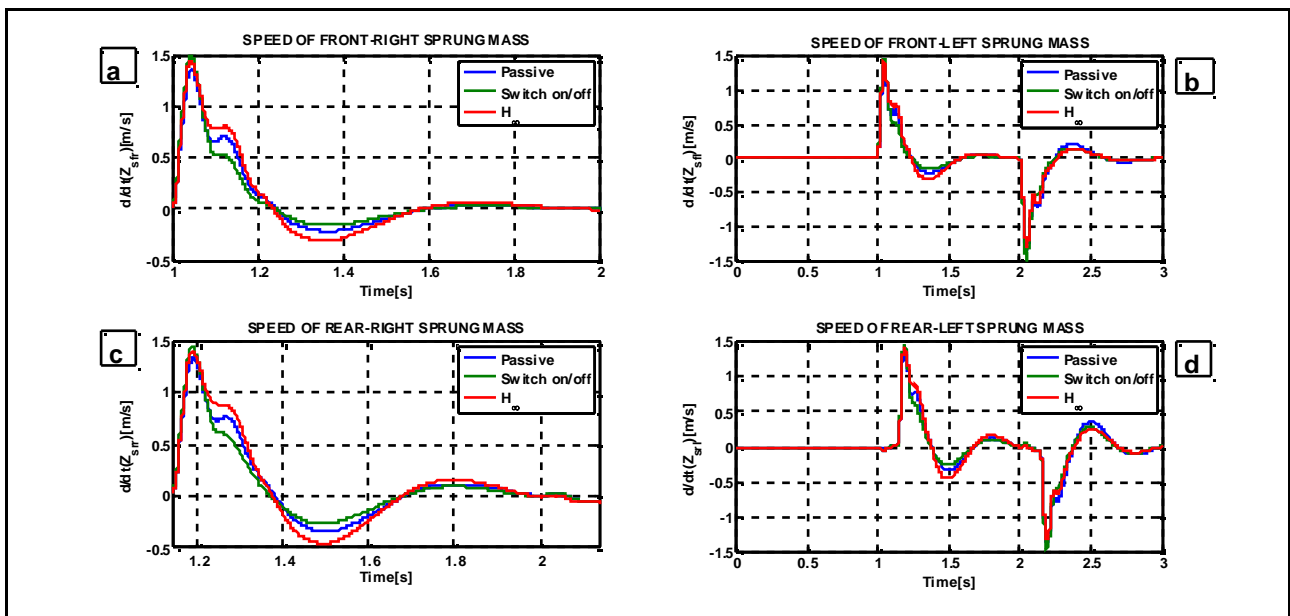 a
SPEED OF FRONT-RIGHT SPRUNG MASS
d/dt(Z_sfr)[m/s]
1.5
1
0.5
0
-0.5
Passive
Switch on/off
H∞
1 1.2 1.4 1.6 1.8 2
Time[s]
b
SPEED OF FRONT-LEFT SPRUNG MASS
d/dt(Z_sfl)[m/s]
1.5
1
0.5
0
-0.5
-1
-1.5
Passive
Switch on/off
H∞
0 0.5 1 1.5 2 2.5 3
Time[s]
c
SPEED OF REAR-RIGHT SPRUNG MASS
d/dt(Z_sfr)[m/s]
1.5
1
0.5
0
-0.5
Passive
Switch on/off
H∞
1.2 1.4 1.6 1.8 2
Time[s]
d
SPEED OF REAR-LEFT SPRUNG MASS
1.5
1
0.5
0
-0.5
-1
-1.5
Passive
Switch on/off
H∞
0 0.5 1 1.5 2 2.5 3
Time[s]